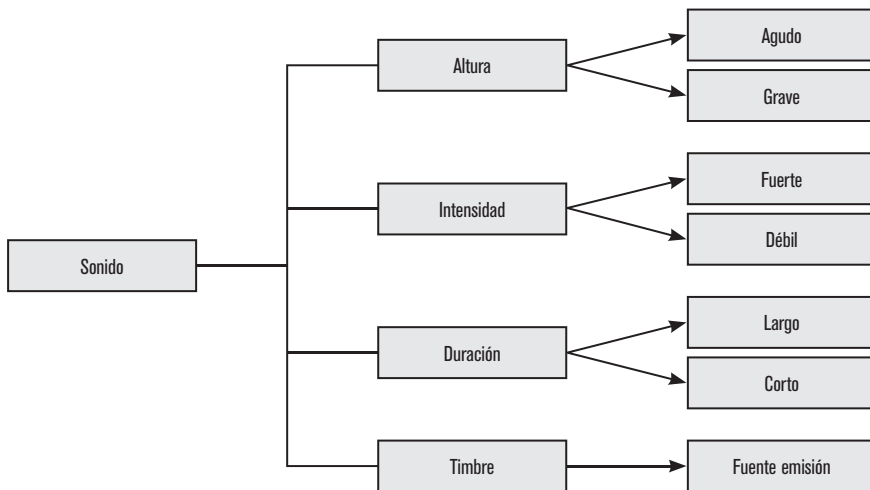 Sonido
Altura
Agudo
Grave
Intensidad
Fuerte
Débil
Duración
Largo
Corto
Timbre
Fuente emisión